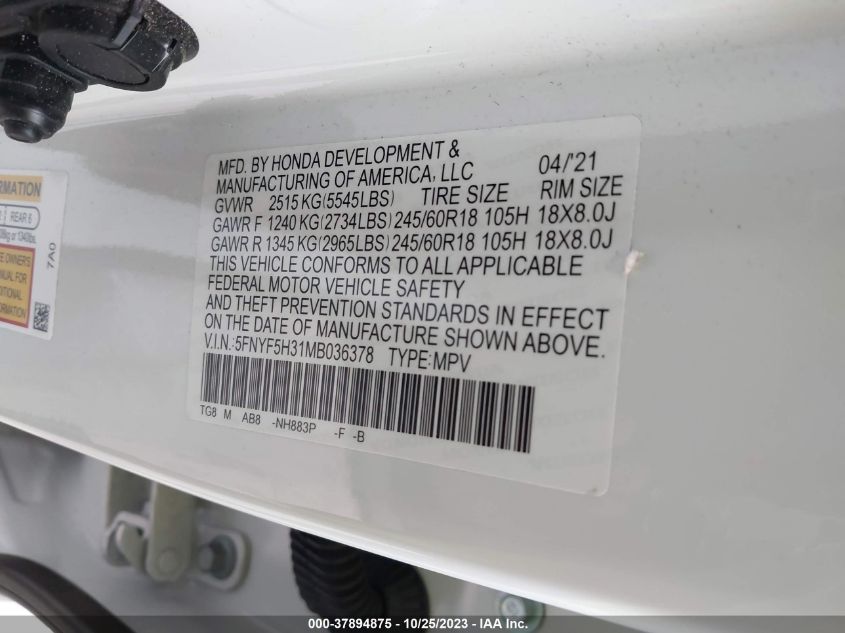 MFD. BY HONDA DEVELOPMENT & MANUFACTURING OF AMERICA, LLC 04/'21
GVWR 2515 KG(5545LBS) TIRE SIZE RIM SIZE
GAWR F 1240 KG(2734LBS) 245/60R18 105H 18X8.0J
GAWR R 1345 KG(2965LBS) 245/60R18 105H 18X8.0J
THIS VEHICLE CONFORMS TO ALL APPLICABLE
FEDERAL MOTOR VEHICLE SAFETY
AND THEFT PREVENTION STANDARDS IN EFFECT
ON THE DATE OF MANUFACTURE SHOWN ABOVE.
V.I.N.:5FNYF5H31MB036378 TYPE:MPV
TG8 M AB8 -NH883P -F -B
REAR 6
7A0
000-37894875 - 10/25/2023 - IAA Inc.